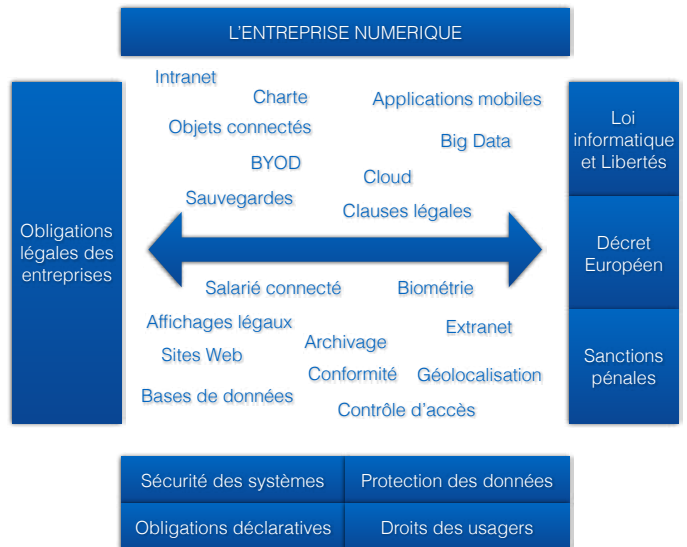 L'ENTREPRISE NUMERIQUE
Intranet
Charte
Applications mobiles
Objets connectés
Big Data
BYOD
Cloud
Sauvegardes
Clauses légales
Obligations
légales des
entreprises
Loi
informatique
et Libertés
Décret
Européen
Sanctions
pénales
Salarié connecté
Biométrie
Affichages légaux
Extranet
Archivage
Sites Web
Conformité
Géolocalisation
Bases de données
Contrôle d'accès
Sécurité des systèmes
Protection des données
Obligations déclaratives
Droits des usagers